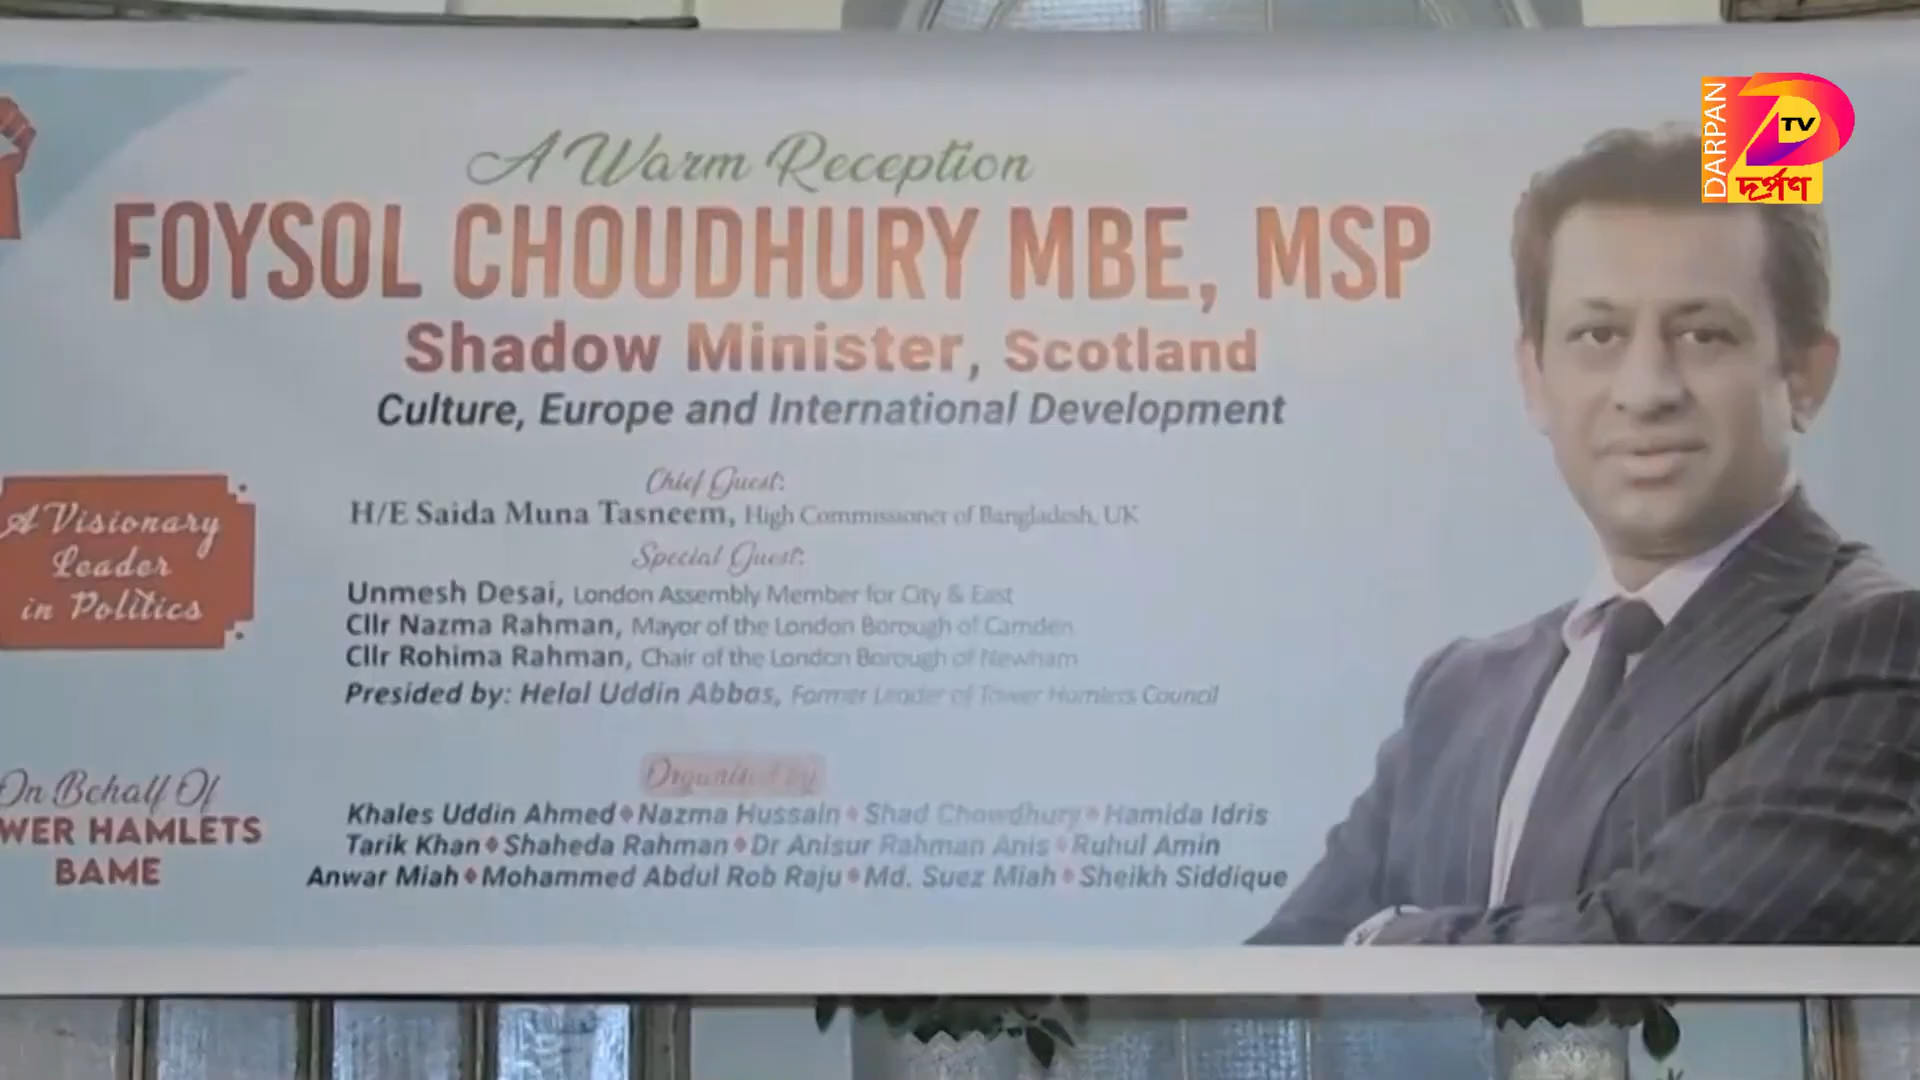 DARPAN
TV
দর্পণ
A Warm Reception
FOYSOL CHOUDHURY MBE, MSP
Shadow Minister, Scotland
Culture, Europe and International Development
A Visionary
Leader
in Politics
Chief Guest:
H/E Saida Muna Tasneem, High Commissioner of Bangladesh, UK
Special Guest:
Unmesh Desai, London Assembly Member for City & East
Cllr Nazma Rahman, Mayor of the London Borough of Camden
Cllr Rohima Rahman, Chair of the London Borough of Newham
Presided by: Helal Uddin Abbas, Former Leader of Tower Hamlets Council
On Behalf Of
WER HAMLETS
BAME
Organised by
Khales Uddin Ahmed ♦ Nazma Hussain ♦ Shad Chowdhury ♦ Hamida Idris
Tarik Khan ♦ Shaheda Rahman ♦ Dr Anisur Rahman Anis ♦ Ruhul Amin
Anwar Miah ♦ Mohammed Abdul Rob Raju ♦ Md. Suez Miah ♦ Sheikh Siddique